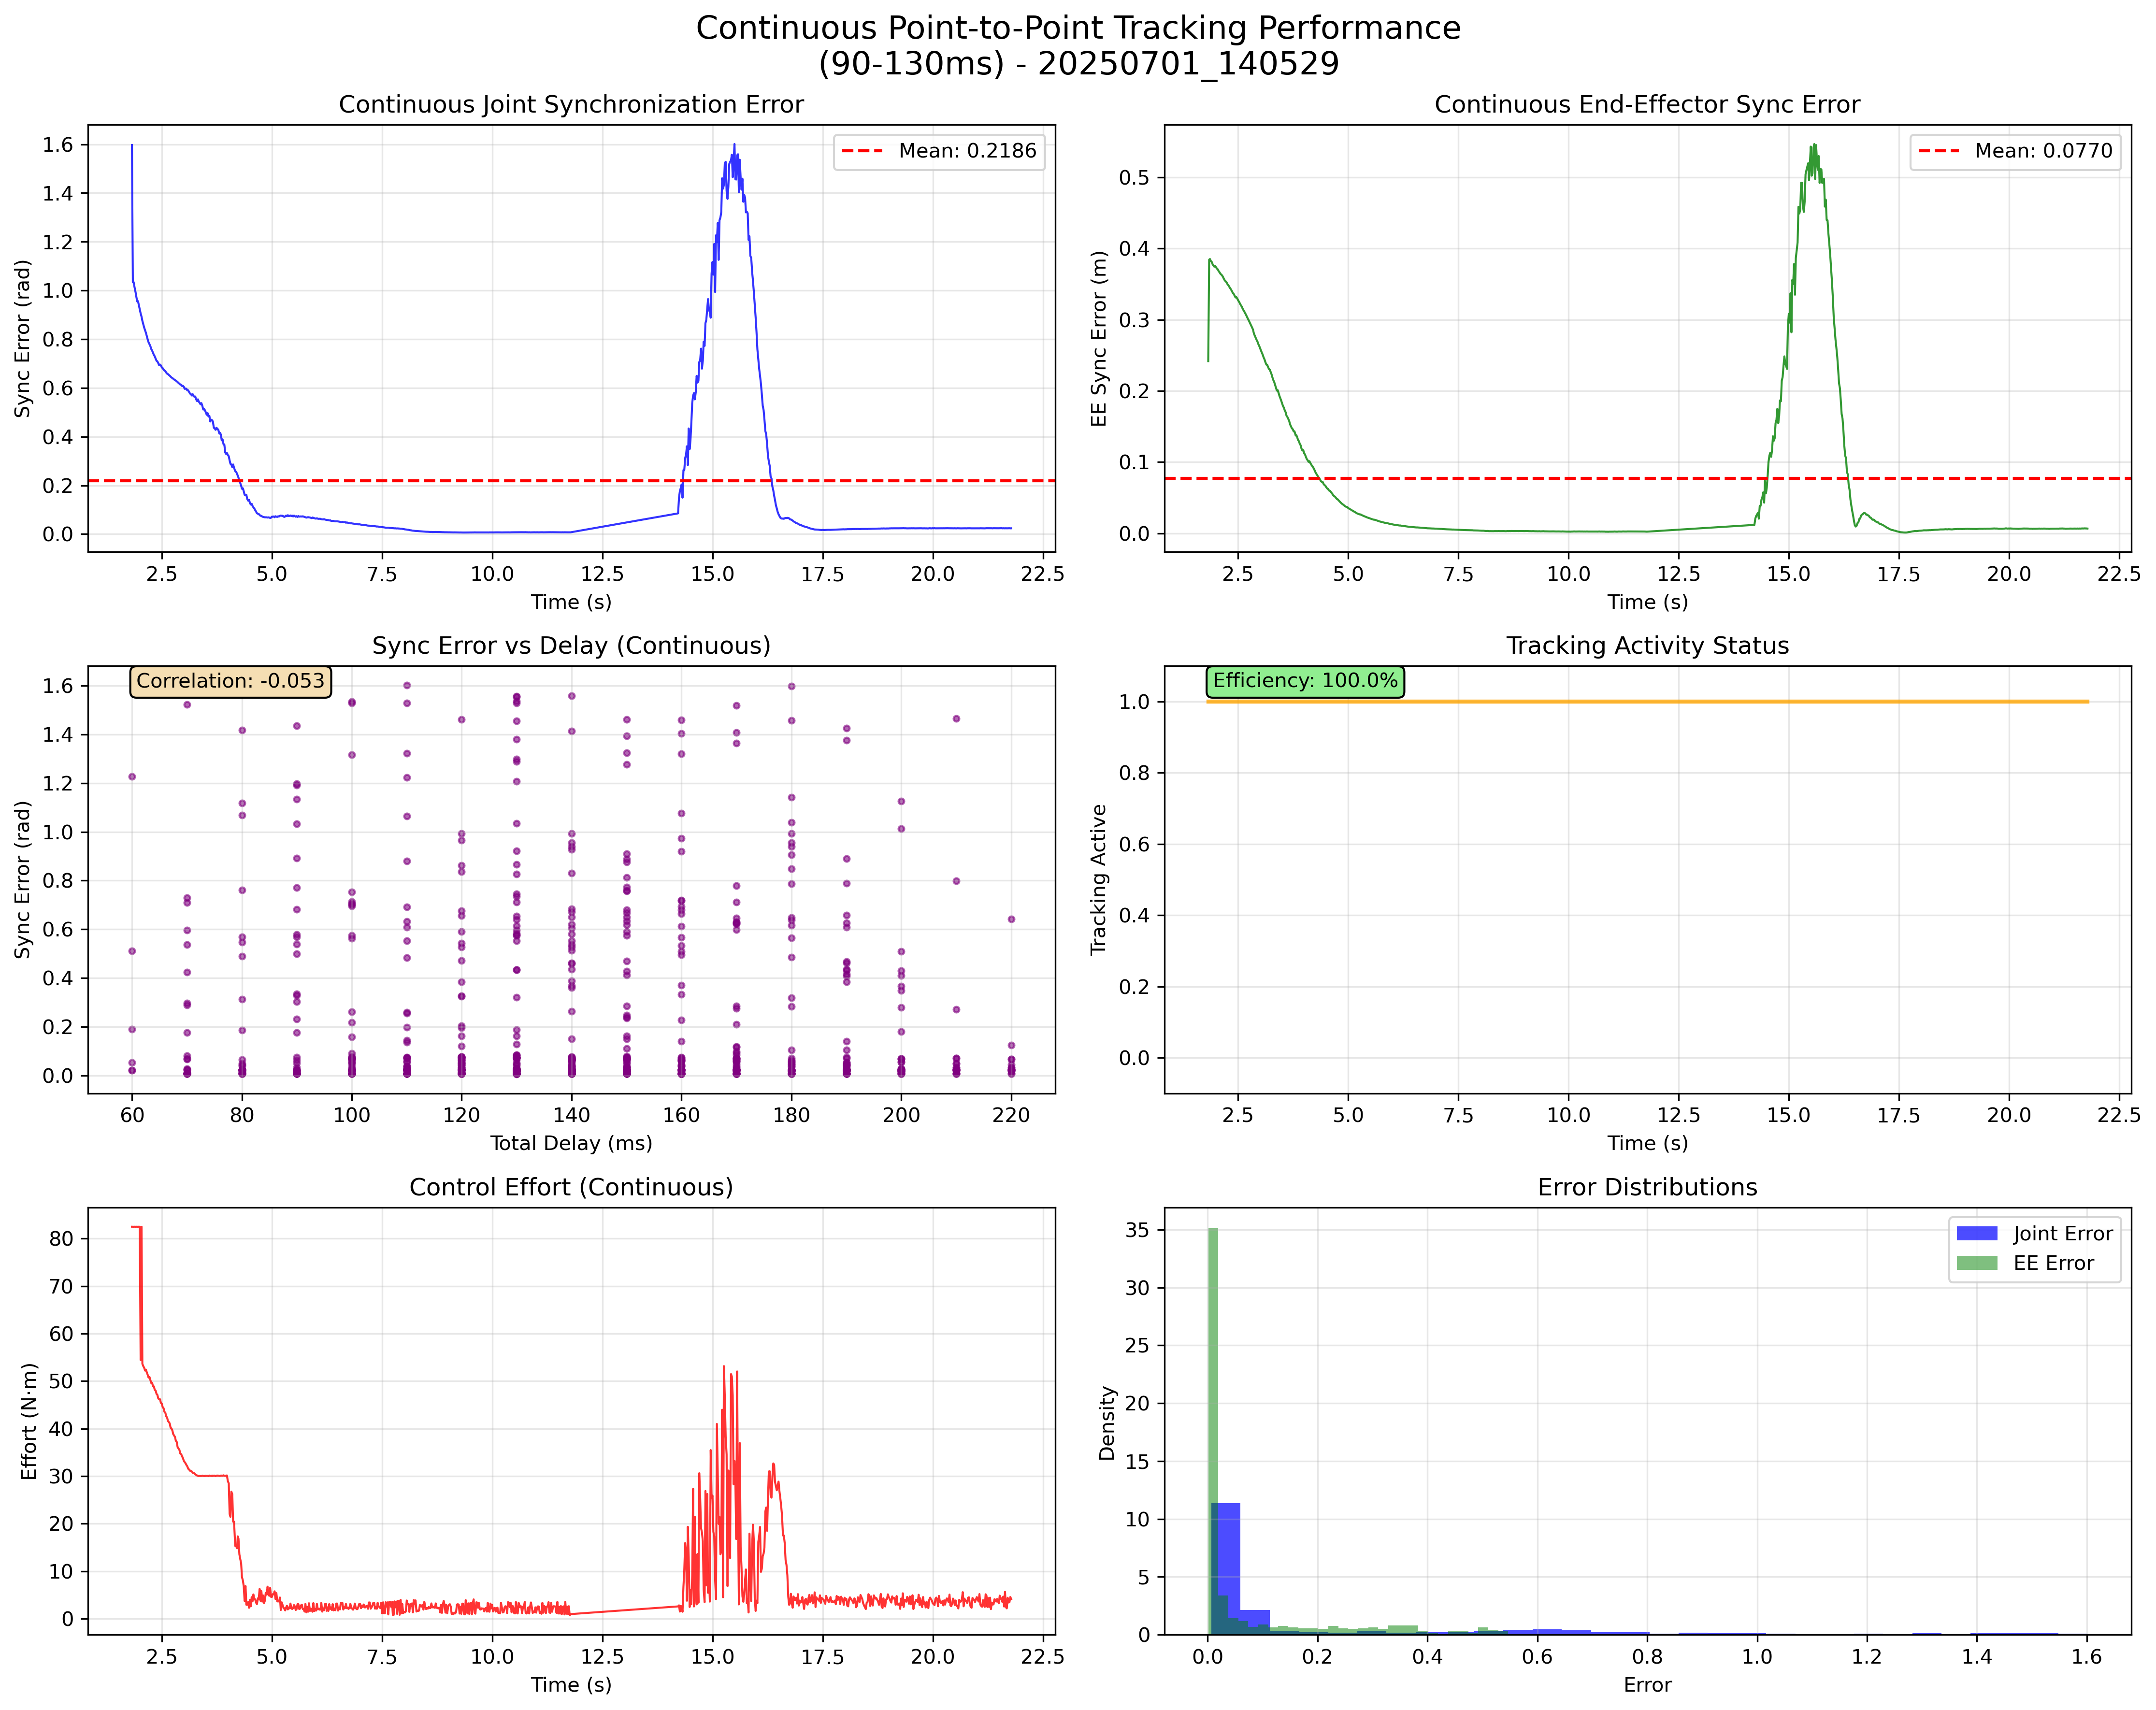 Continuous Point-to-Point Tracking Performance
(90-130ms) - 20250701_140529
Continuous Joint Synchronization Error
Sync Error (rad)
1.6
1.4
1.2
1.0
0.8
0.6
0.4
0.2
0.0
Mean: 0.2186
2.5 5.0 7.5 10.0 12.5 15.0 17.5 20.0 22.5
Time (s)
Continuous End-Effector Sync Error
EE Sync Error (m)
0.5
0.4
0.3
0.2
0.1
0.0
Mean: 0.0770
2.5 5.0 7.5 10.0 12.5 15.0 17.5 20.0 22.5
Time (s)
Sync Error vs Delay (Continuous)
Sync Error (rad)
1.6
1.4
1.2
1.0
0.8
0.6
0.4
0.2
0.0
Correlation: -0.053
60 80 100 120 140 160 180 200 220
Total Delay (ms)
Tracking Activity Status
Tracking Active
1.0
0.8
0.6
0.4
0.2
0.0
Efficiency: 100.0%
2.5 5.0 7.5 10.0 12.5 15.0 17.5 20.0 22.5
Time (s)
Control Effort (Continuous)
Effort (N·m)
80
70
60
50
40
30
20
10
0
2.5 5.0 7.5 10.0 12.5 15.0 17.5 20.0 22.5
Time (s)
Error Distributions
Density
35
30
25
20
15
10
5
0
Joint Error
EE Error
0.0 0.2 0.4 0.6 0.8 1.0 1.2 1.4 1.6
Error